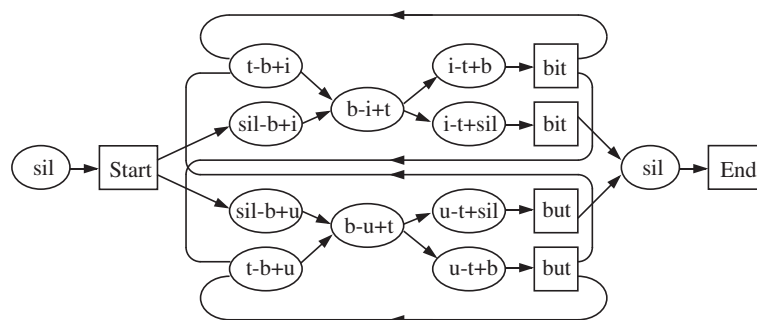 t-b+i i-t+b bit
b-i+t
sil-b+i i-t+sil bit
sil Start sil End
sil-b+u u-t+sil but
b-u+t
t-b+u u-t+b but